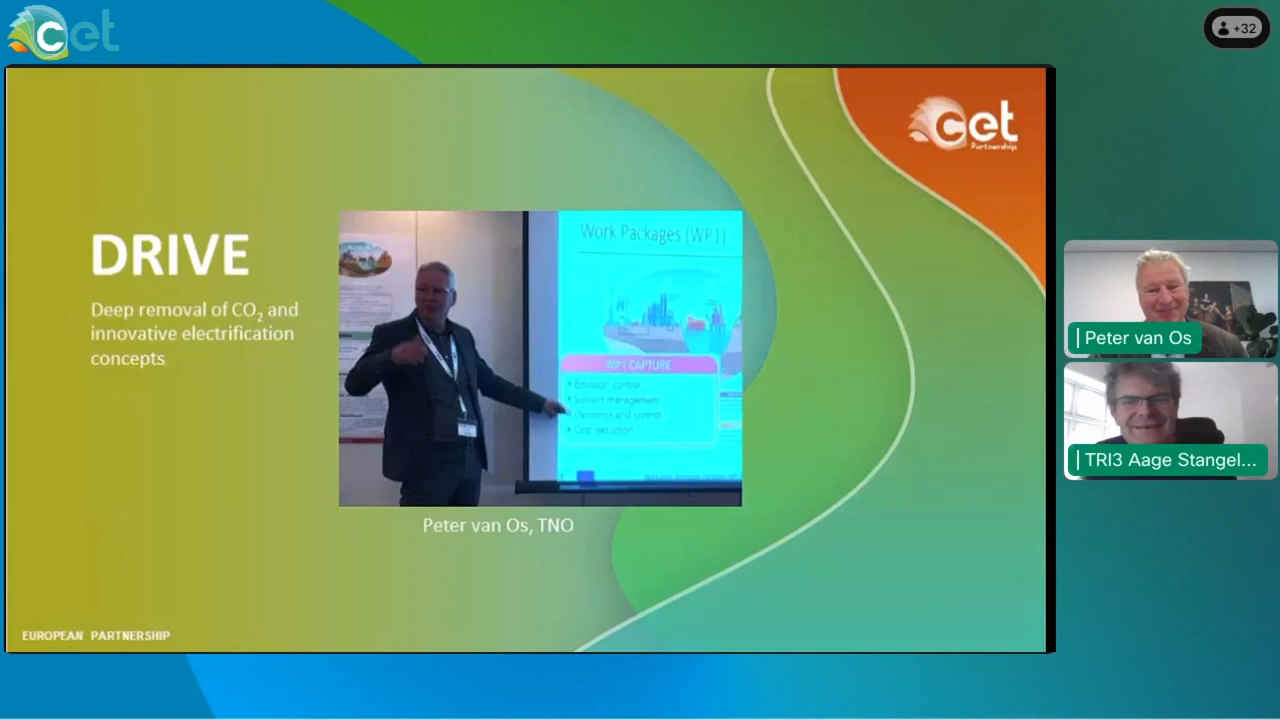 cet
+32
cet
Partnership
DRIVE
Deep removal of CO2 and
innovative electrification
concepts
Work Packages (WP1)
WP1 CAPTURE
• Emission control
• Solvent management
• Dynamics and control
• Cost reduction
Peter van Os, TNO
EUROPEAN PARTNERSHIP
Peter van Os
TRI3 Aage Stangel...